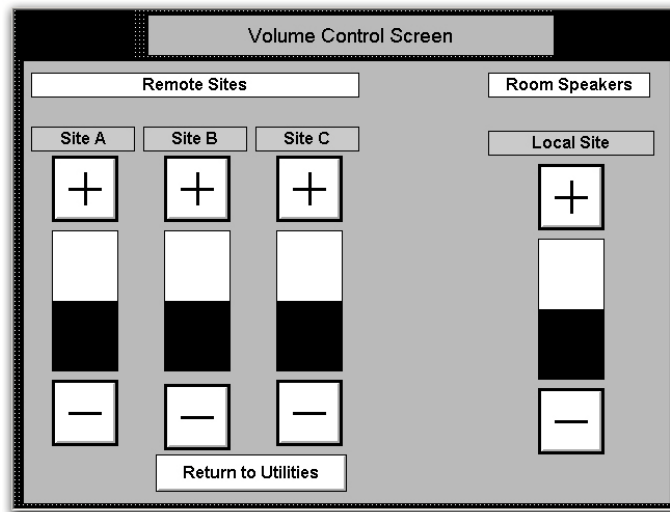 Volume Control Screen
Remote Sites
Room Speakers
Site A
Site B
Site C
Local Site
Return to Utilities